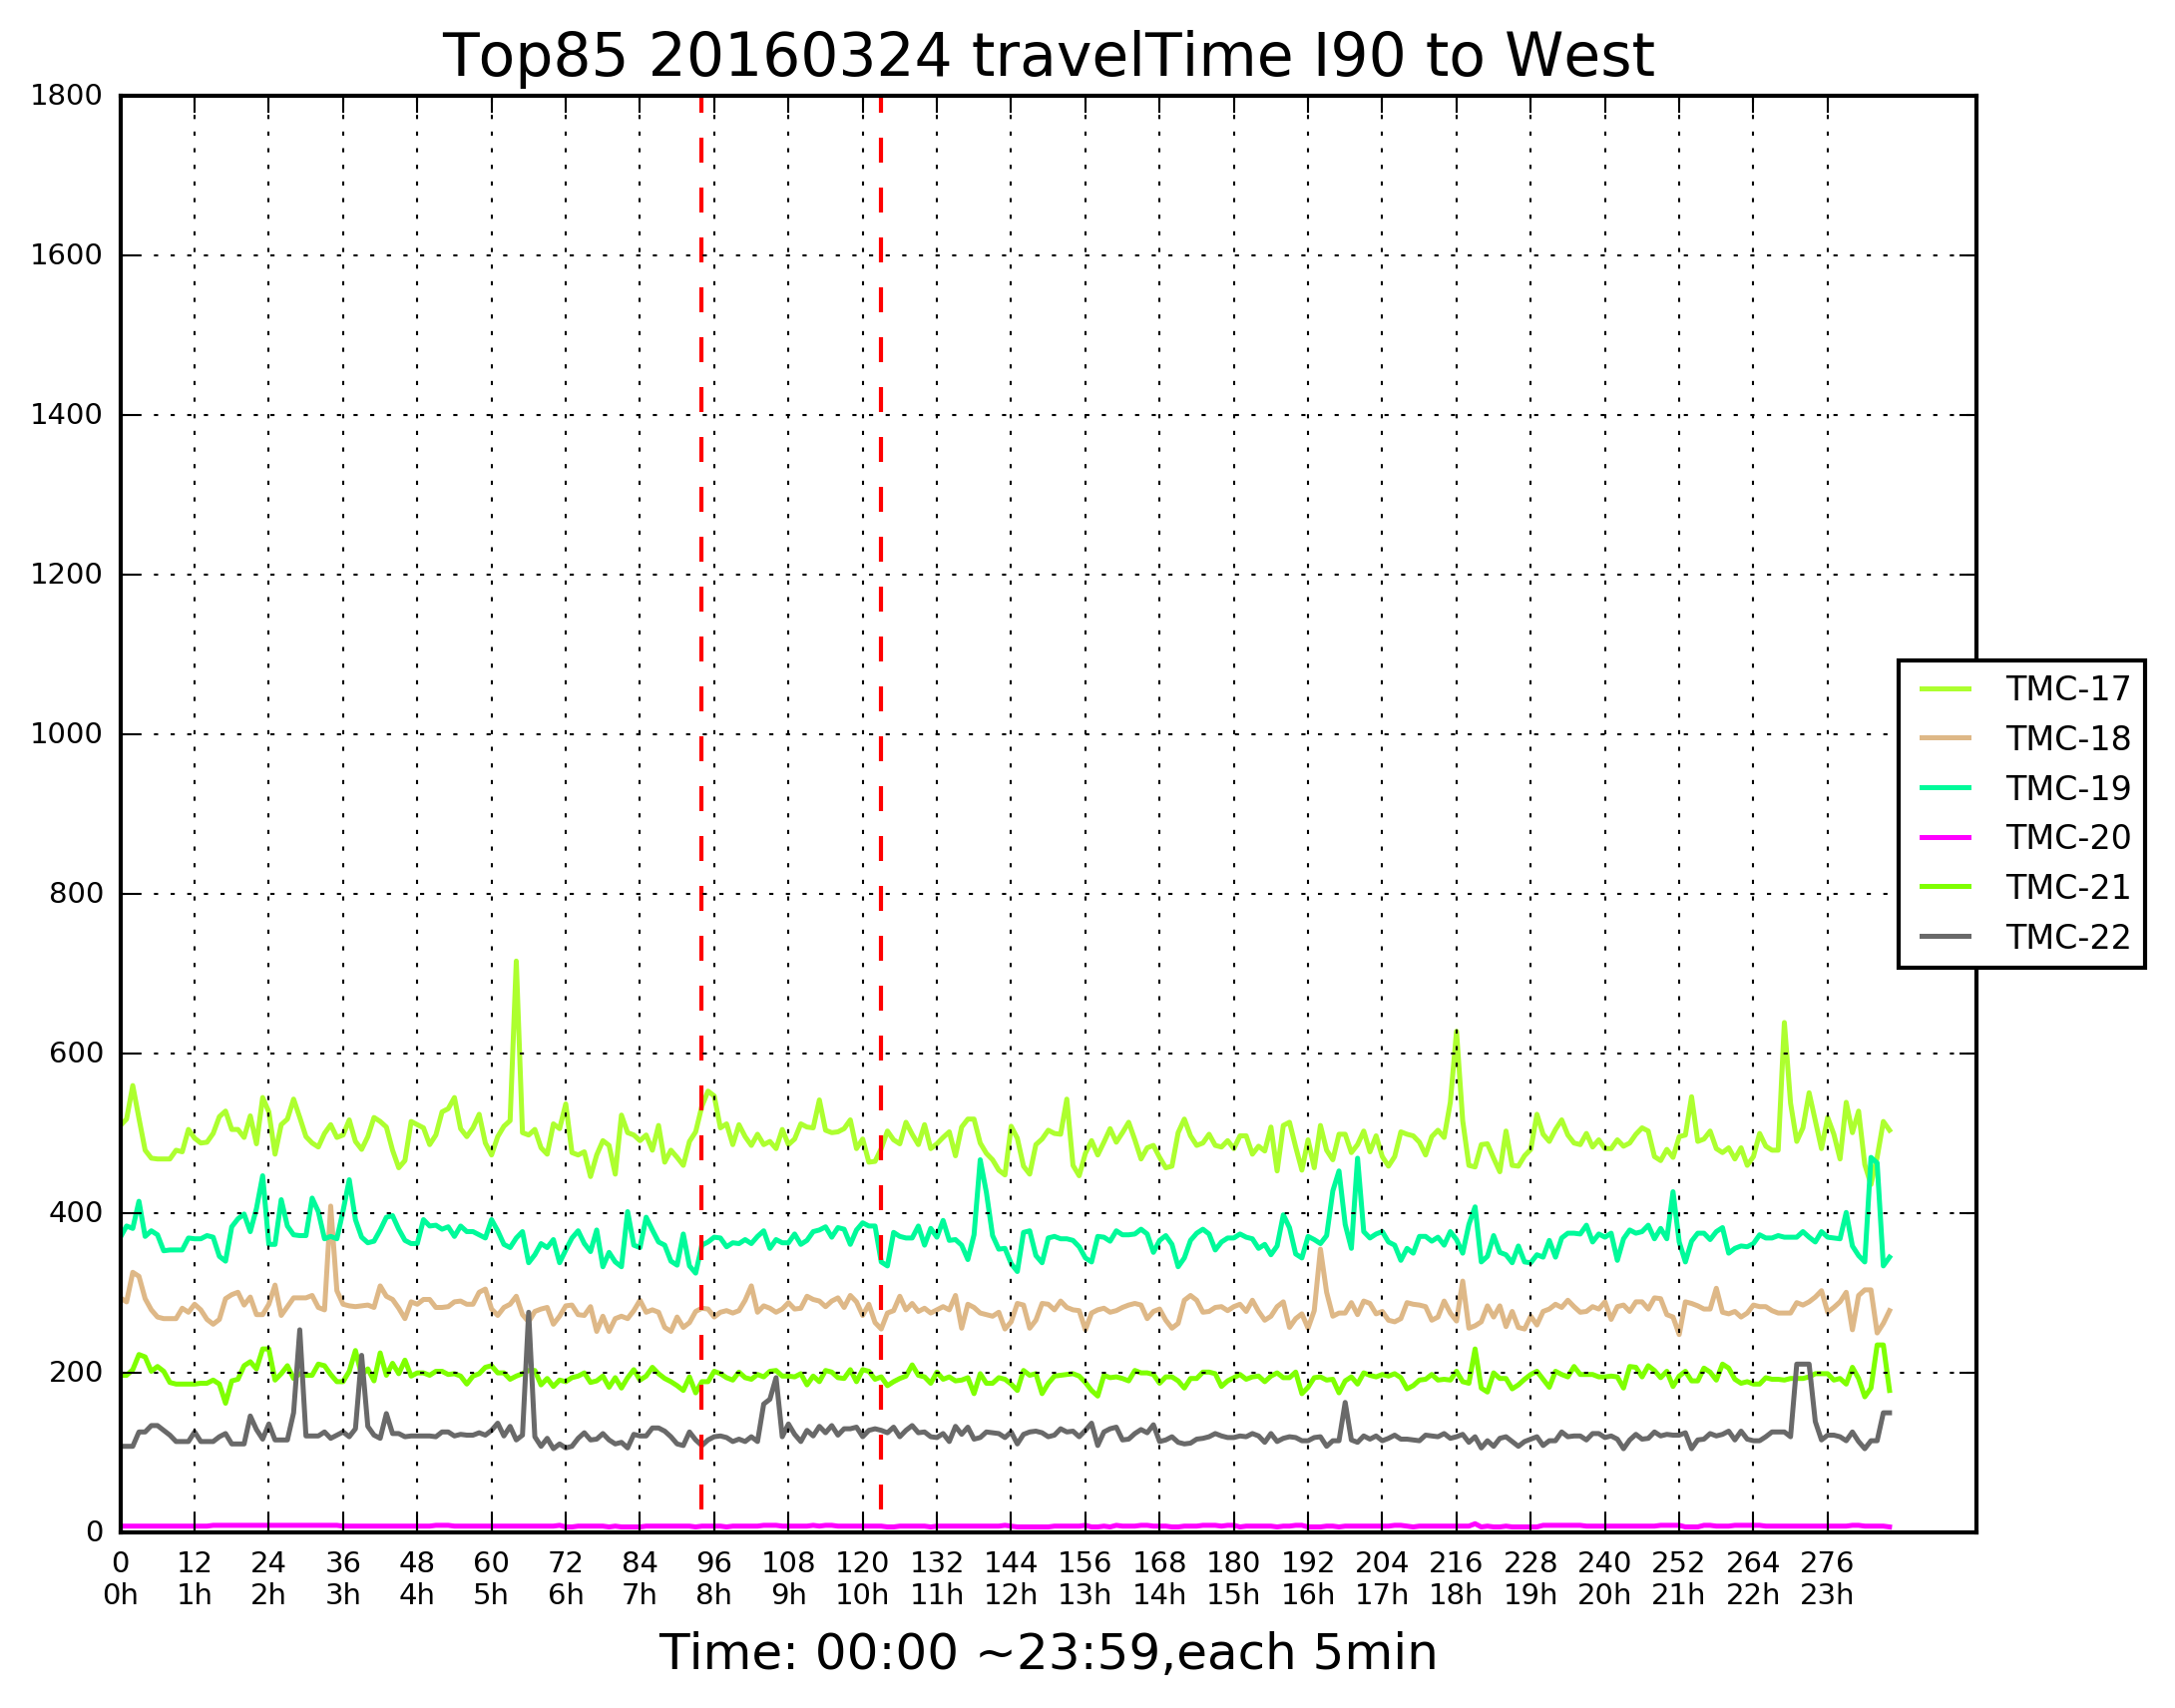 Top85 20160324 travelTime I90 to West
1800
1600
1400
1200
1000
800
600
400
200
0
TMC-17
TMC-18
TMC-19
TMC-20
TMC-21
TMC-22
0 12 24 36 48 60 72 84 96 108 120 132 144 156 168 180 192 204 216 228 240 252 264 276
0h 1h 2h 3h 4h 5h 6h 7h 8h 9h 10h 11h 12h 13h 14h 15h 16h 17h 18h 19h 20h 21h 22h 23h
Time: 00:00 ~23:59,each 5min